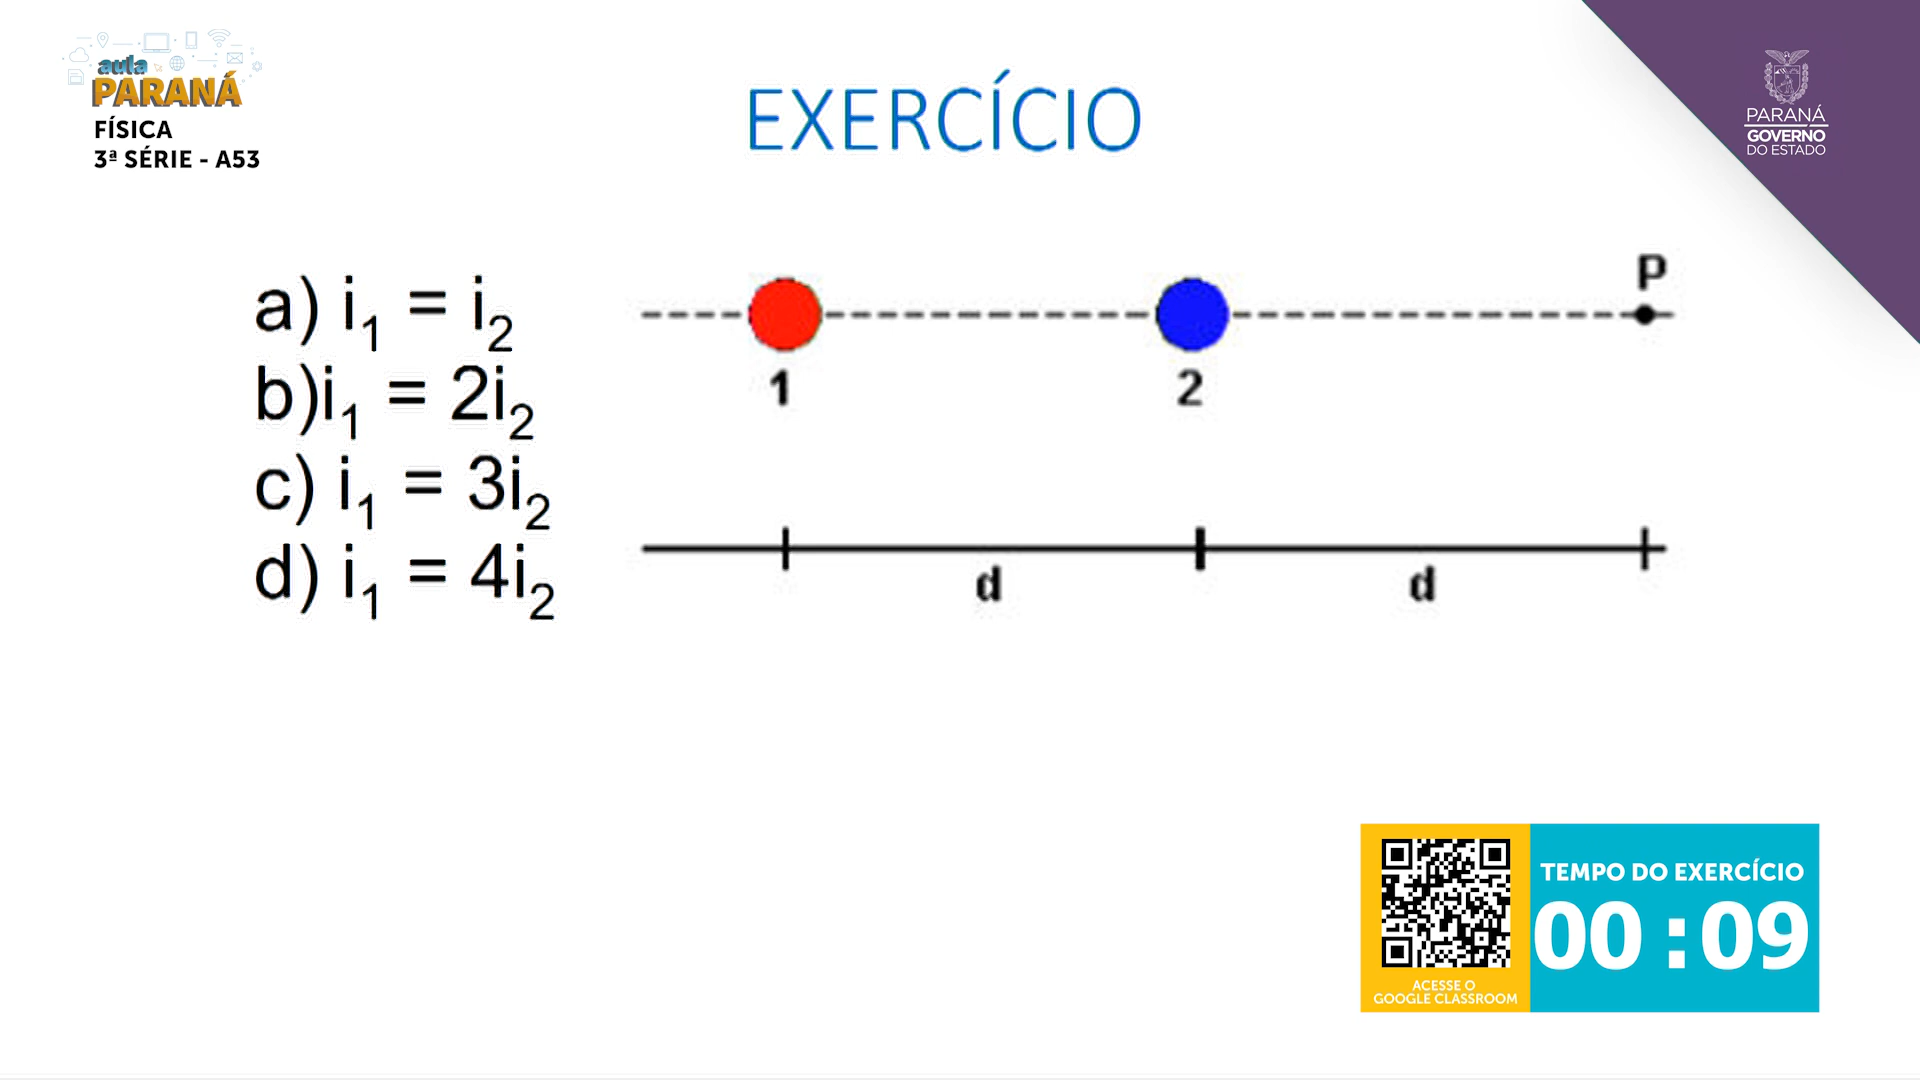 aula
PARANÁ
FÍSICA
3ª SÉRIE - A53
EXERCÍCIO
PARANÁ
GOVERNO
DO ESTADO
a) i₁ = i₂
b)i₁ = 2i₂
c) i₁ = 3i₂
d) i₁ = 4i₂
P
1
2
d
d
TEMPO DO EXERCÍCIO
00 : 09
ACESSE O
GOOGLE CLASSROOM